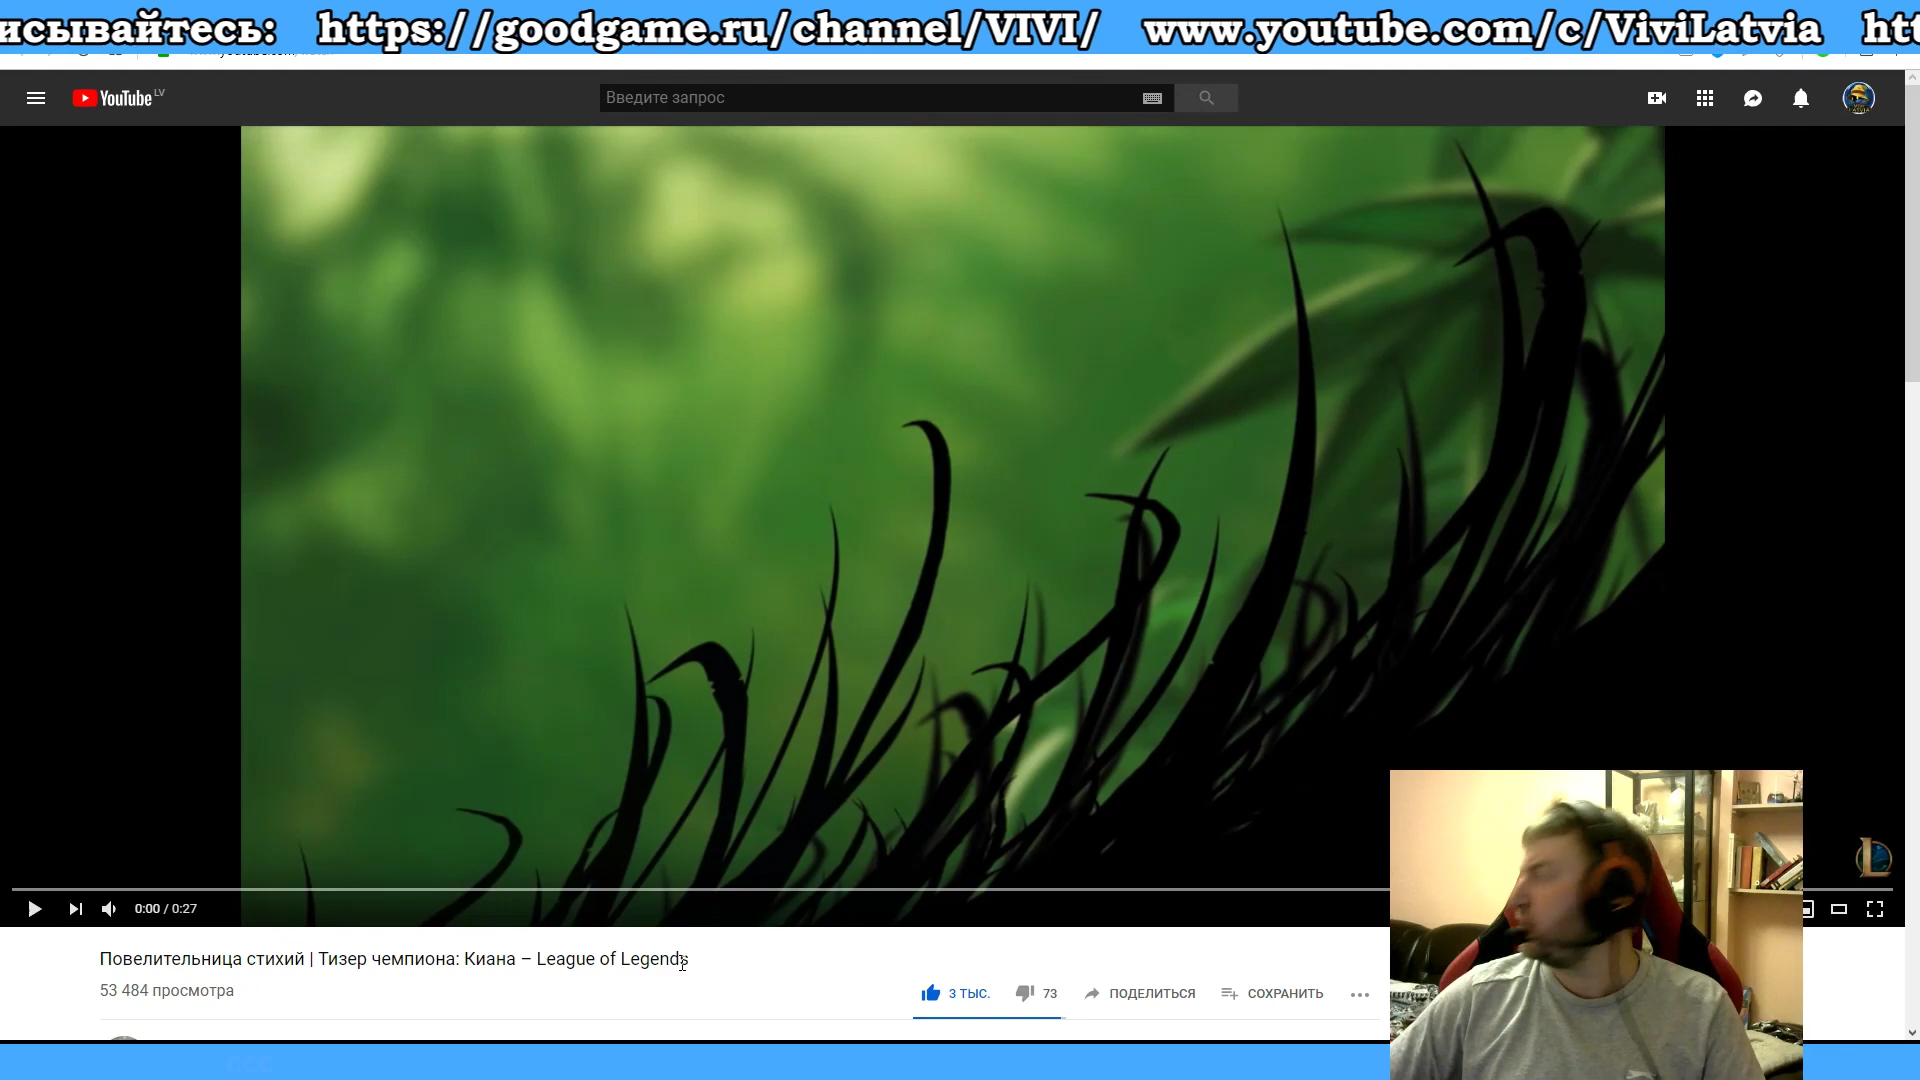 исывайтесь: https://goodgame.ru/channel/VIVI/ www.youtube.com/c/ViviLatvia htt
YouTube LV
Введите запрос
0:00 / 0:27
Повелительница стихий | Тизер чемпиона: Киана – League of Legends
53 484 просмотра
3 ТЫС. 73 ПОДЕЛИТЬСЯ СОХРАНИТЬ